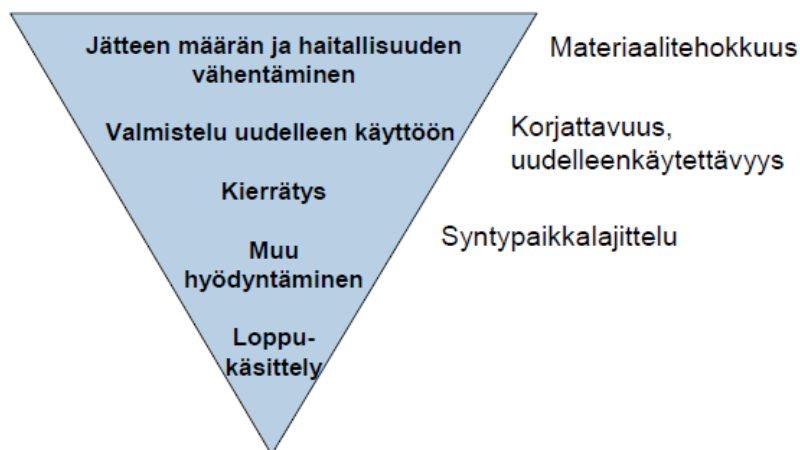 Jätteen määrän ja haitallisuuden
vähentäminen
Materiaalitehokkuus
Valmistelu uudelleen käyttöön
Korjattavuus,
uudelleenkäytettävyys
Kierrätys
Syntypaikkalajittelu
Muu
hyödyntäminen
Loppu-
käsittely